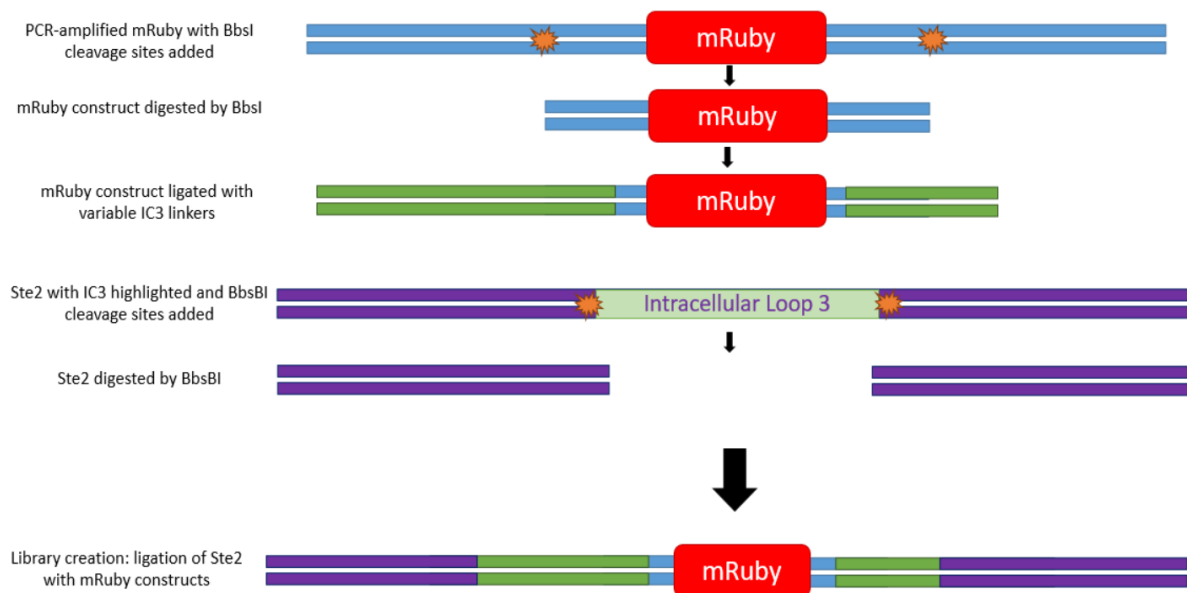 PCR-amplified mRuby with BbsI
cleavage sites added
mRuby
mRuby construct digested by BbsI
mRuby
mRuby construct ligated with
variable IC3 linkers
mRuby
Ste2 with IC3 highlighted and BbsBI
cleavage sites added
Intracellular Loop 3
Ste2 digested by BbsBI
Library creation: ligation of Ste2
with mRuby constructs
mRuby